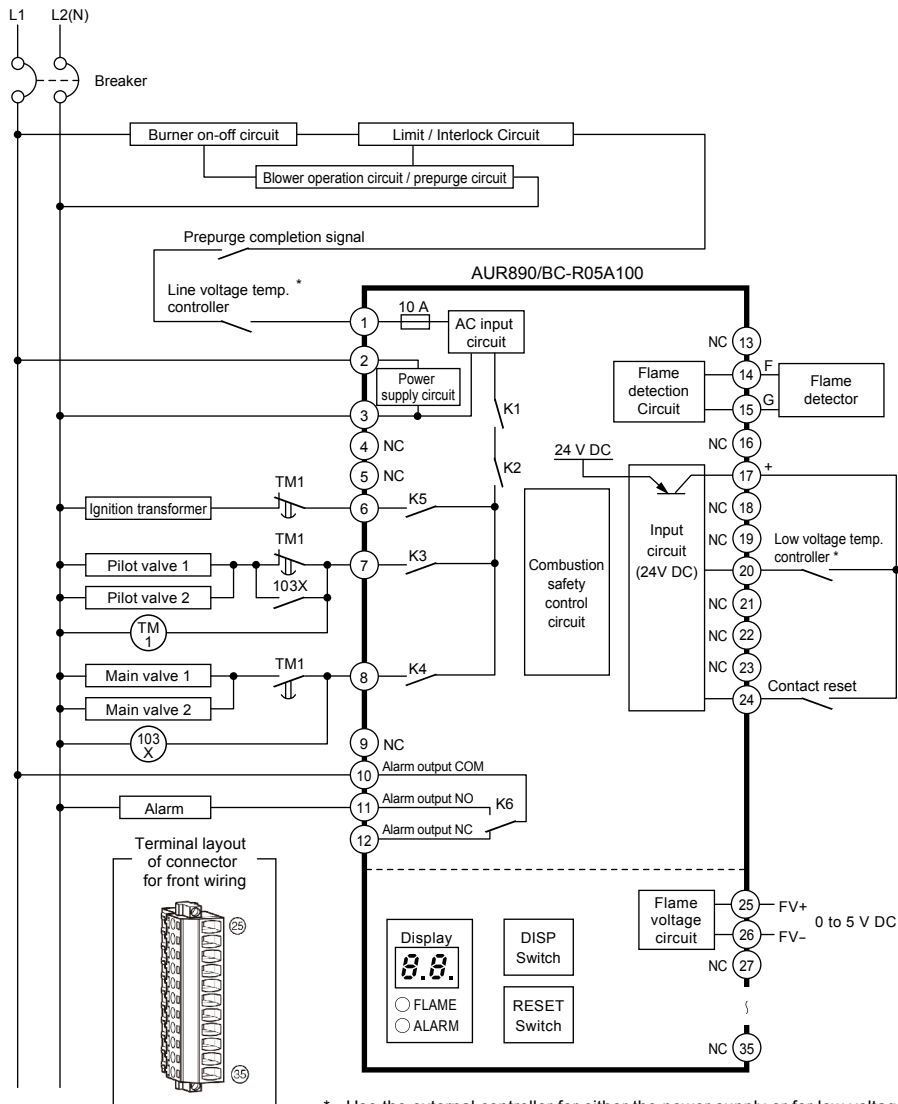 L1
L2(N)
Breaker
Burner on-off circuit
Limit / Interlock Circuit
Blower operation circuit / prepurge circuit
Prepurge completion signal
AUR890/BC-R05A100
Line voltage temp. *
controller
10 A
1
AC input
circuit
2
Power
supply circuit
3
4
NC
5
NC
K1
K2
TM1
Ignition transformer
6
K5
TM1
Pilot valve 1
7
K3
103X
Pilot valve 2
TM
1
TM1
Main valve 1
8
K4
Main valve 2
103
X
9
NC
10
Alarm output COM
Alarm
11
Alarm output NO
K6
12
Alarm output NC
NC
13
Flame
detection
Circuit
14
F
15
G
Flame
detector
NC
16
24 V DC
17
+
NC
18
NC
19
Input
circuit
(24V DC)
Low voltage temp.
controller *
20
NC
21
NC
22
NC
23
24
Contact reset
Combustion
safety
control
circuit
Flame
voltage
circuit
25
FV+
0 to 5 V DC
26
FV−
NC
27
NC
35
Display
8.8.
FLAME
ALARM
DISP
Switch
RESET
Switch
Terminal layout
of connector
for front wiring
25
35